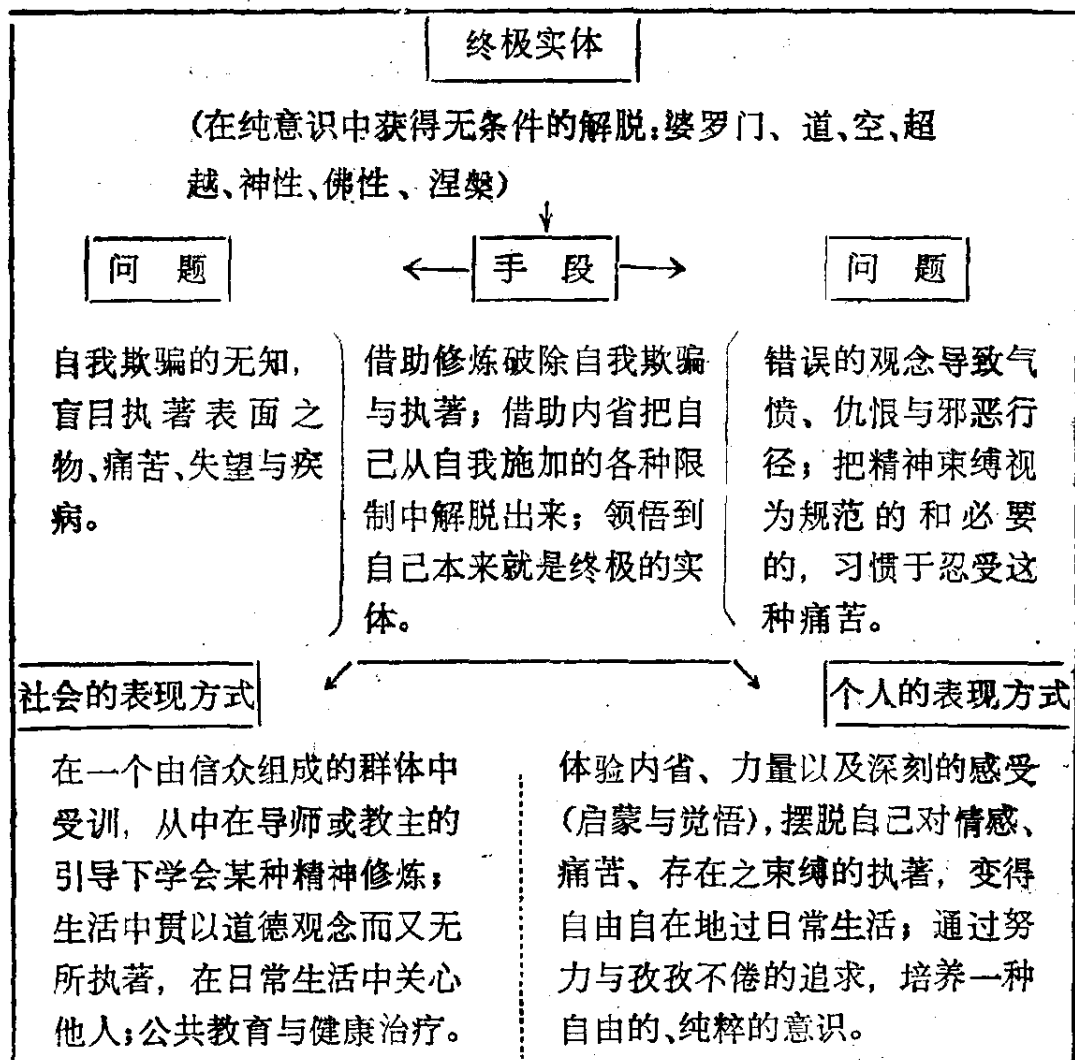 终极实体
(在纯意识中获得无条件的解脱：婆罗门、道、空、超
越、神性、佛性、涅槃)
问 题
手 段
问 题
自我欺骗的无知，
盲目执著表面之
物、痛苦、失望与疾
病。
借助修炼破除自我欺骗
与执著；借助内省把自
己从自我施加的各种限
制中解脱出来；领悟到
自己本来就是终极的实
体。
错误的观念导致气
愤、仇恨与邪恶行
径；把精神束缚视
为规范的和必要
的，习惯于忍受这
种痛苦。
社会的表现方式
个人的表现方式
在一个由信众组成的群体中
受训，从中在导师或教主的
引导下学会某种精神修炼；
生活中贯以道德观念而又无
所执著，在日常生活中关心
他人；公共教育与健康治疗。
体验内省、力量以及深刻的感受
(启蒙与觉悟)，摆脱自己对情感、
痛苦、存在之束缚的执著，变得
自由自在地过日常生活；通过努
力与孜孜不倦的追求，培养一种
自由的、纯粹的意识。